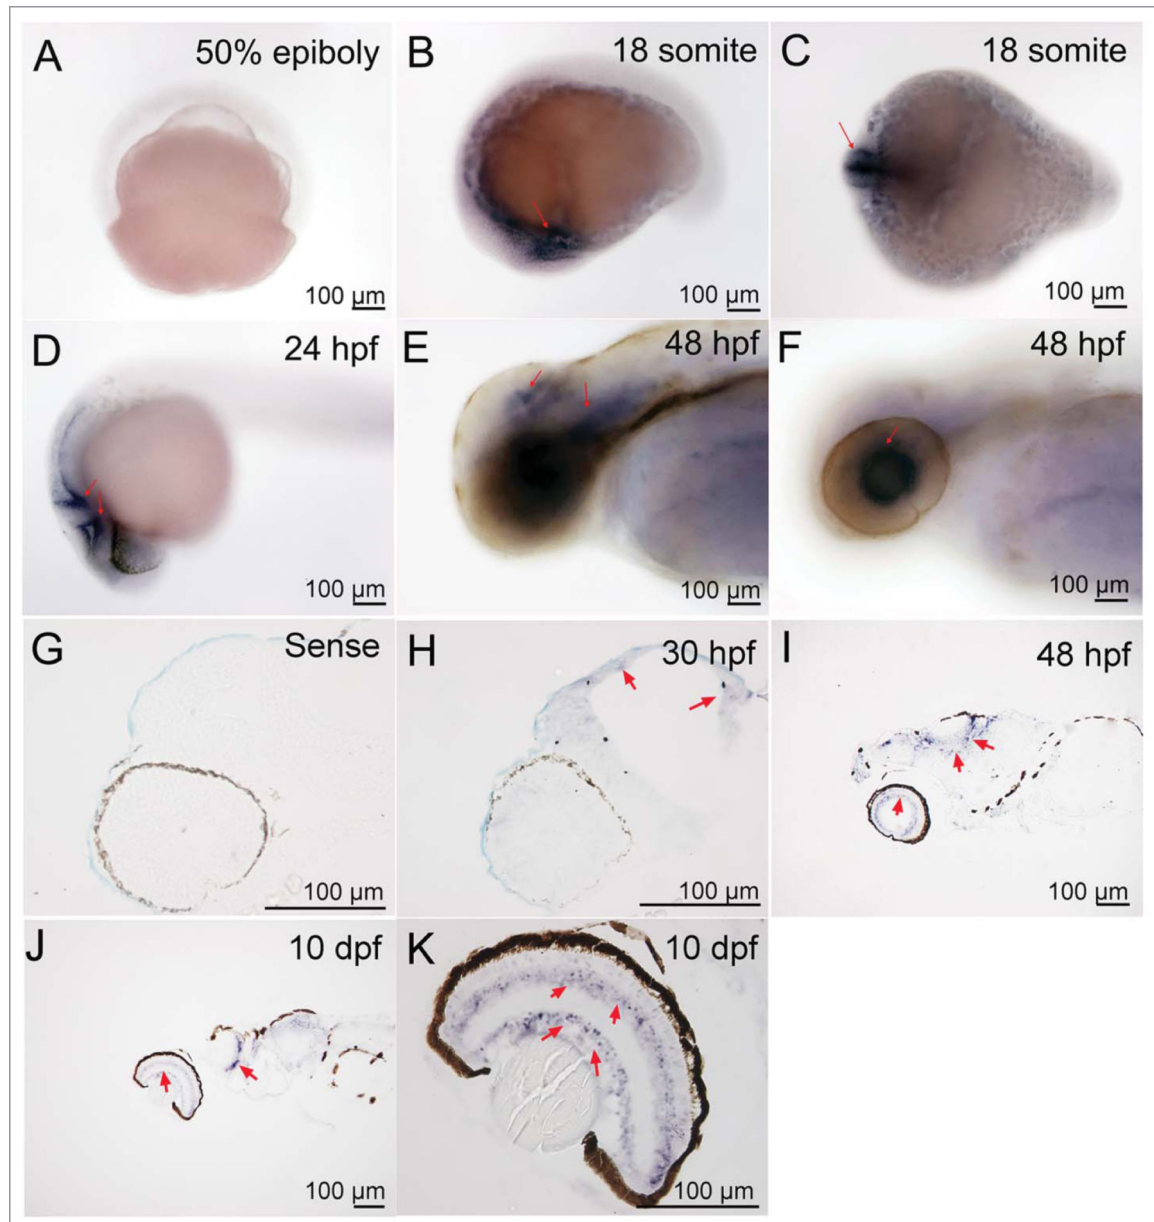 A 50% epiboly
100 µm
B 18 somite
100 µm
C 18 somite
100 µm
D 24 hpf
100 µm
E 48 hpf
100 µm
F 48 hpf
100 µm
G Sense
100 µm
H 30 hpf
100 µm
I 48 hpf
100 µm
J 10 dpf
100 µm
K 10 dpf
100 µm